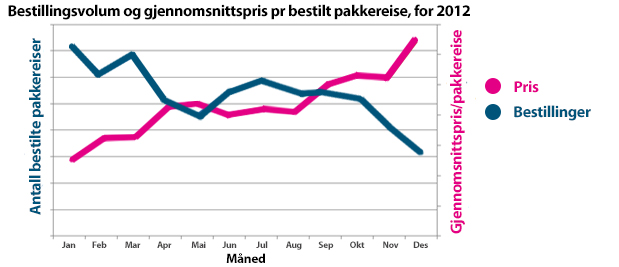 Bestillingsvolum og gjennomsnittspris pr bestilt pakkereise, for 2012
Antall bestilte pakkereiser
Gjennomsnittspris/pakkereise
Pris
Bestillinger
Jan Feb Mar Apr Mai Jun Jul Aug Sep Okt Nov Des
Måned